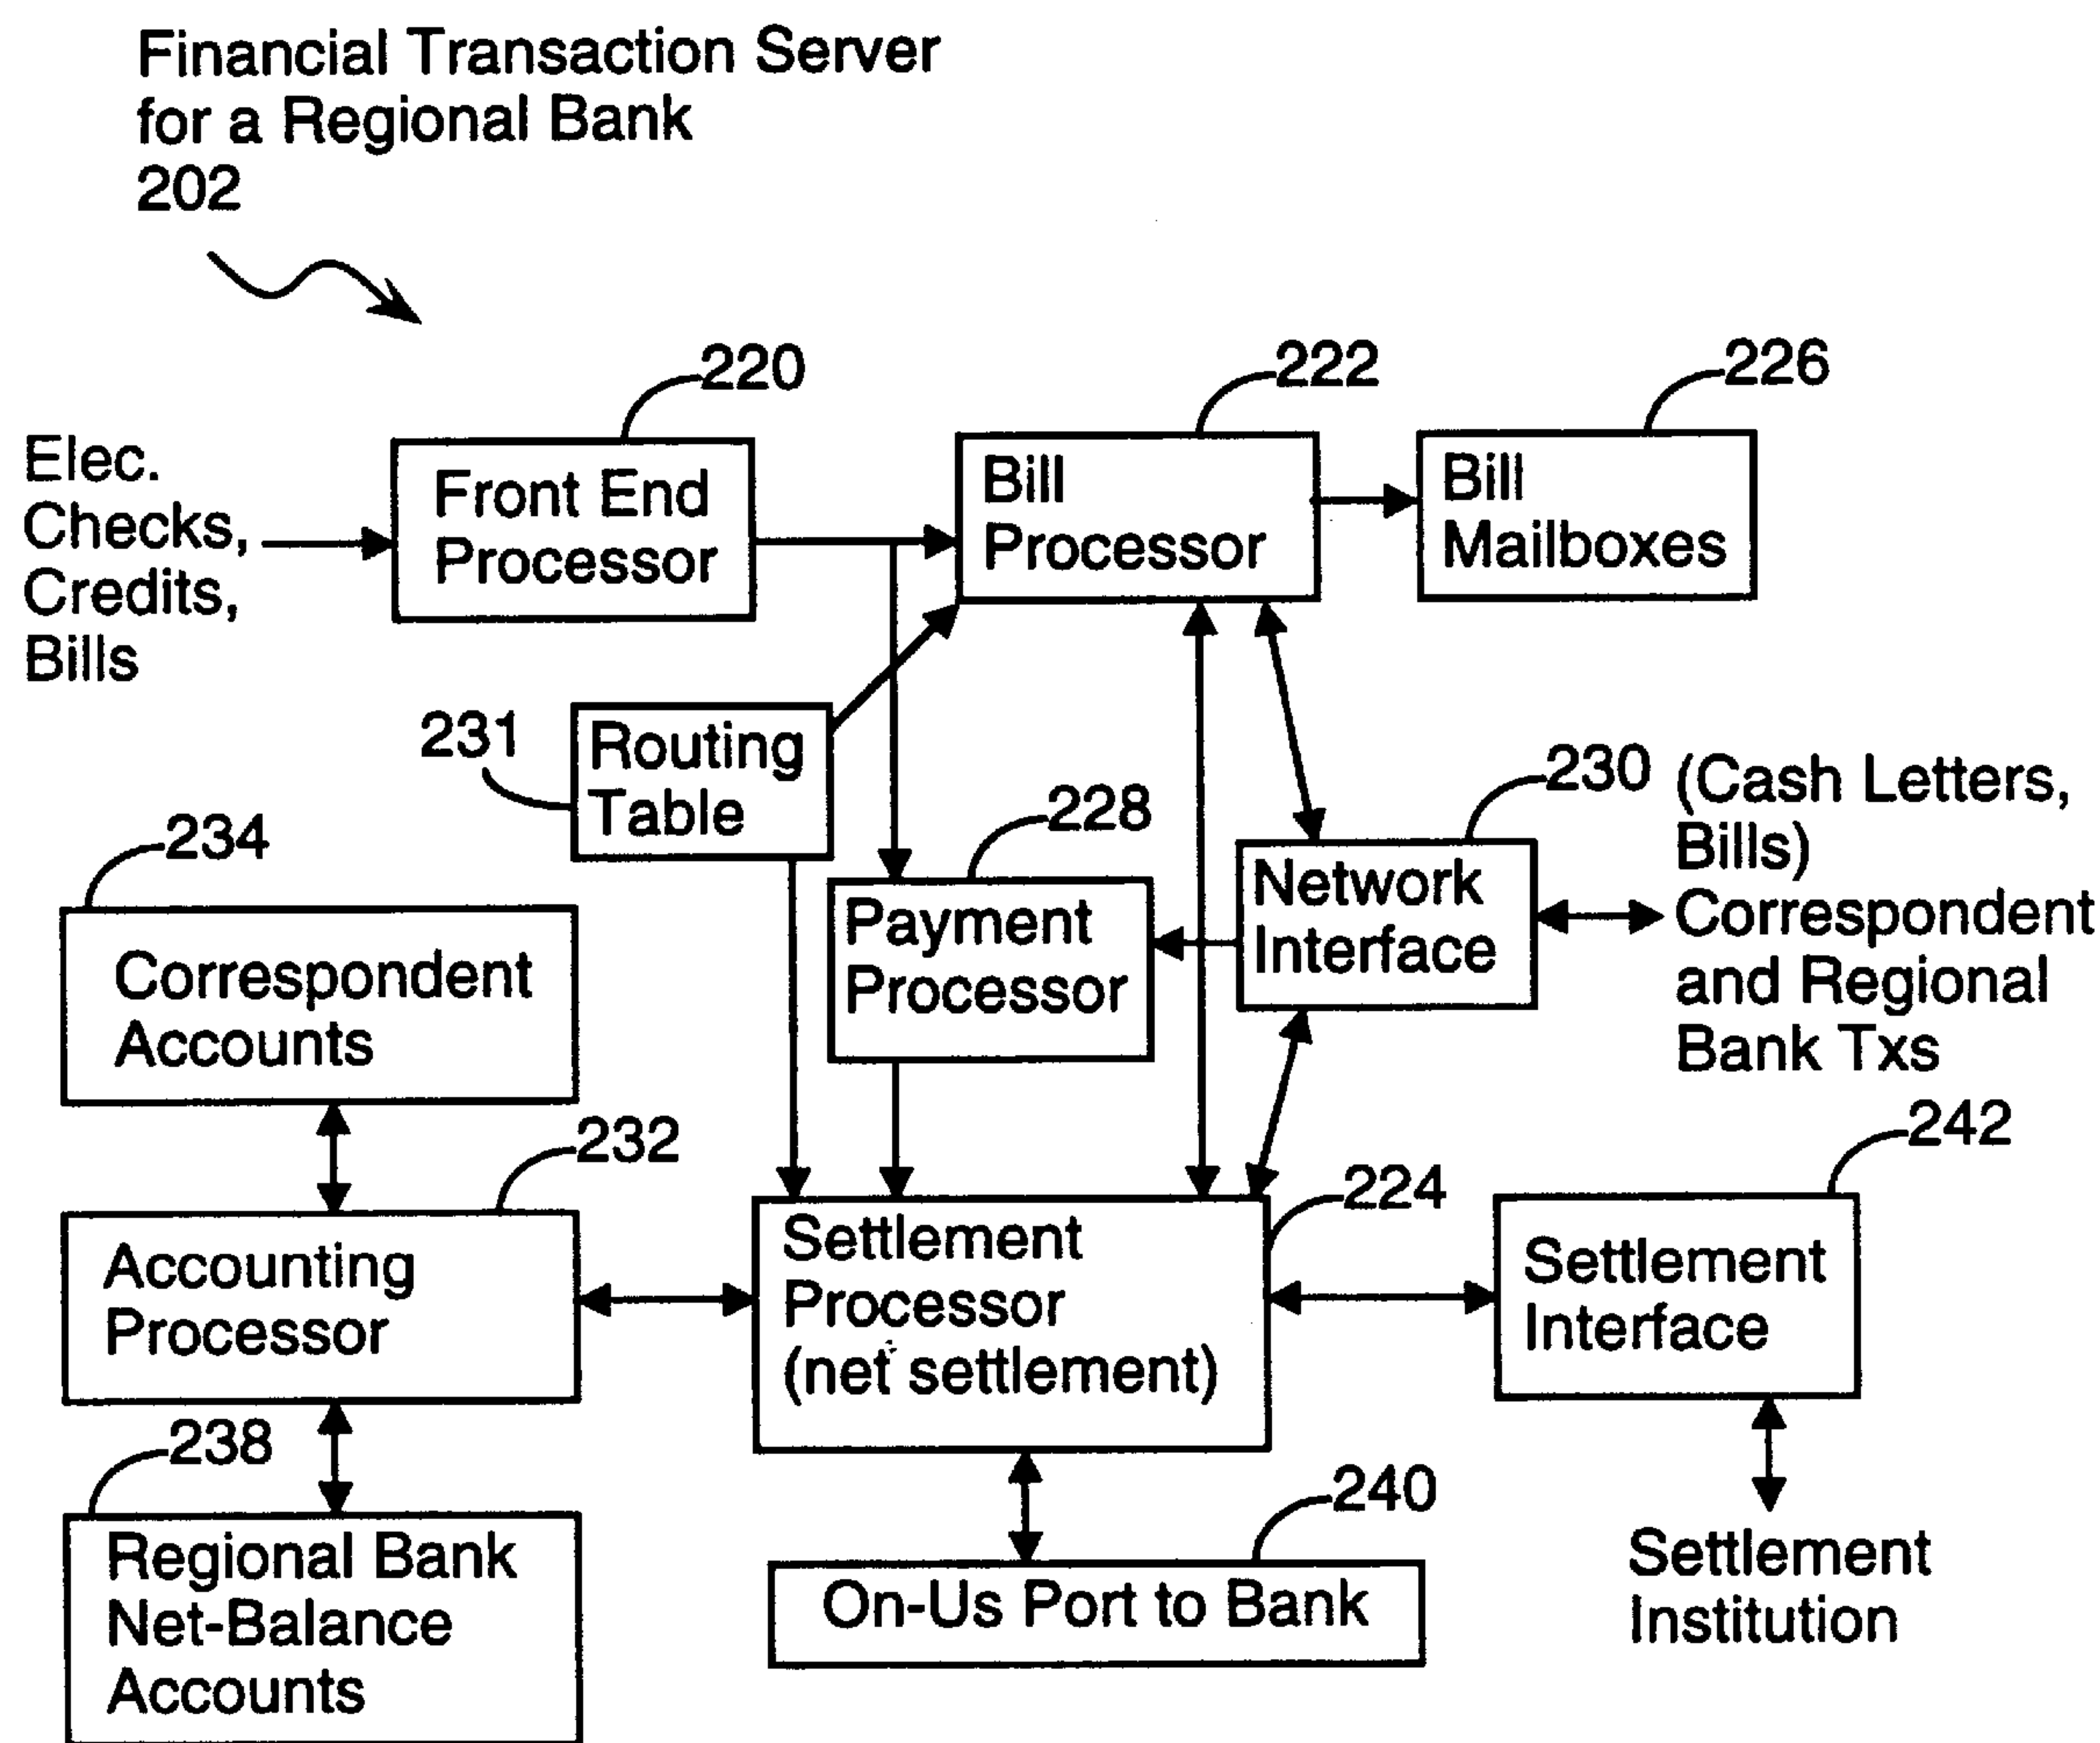 Financial Transaction Server
for a Regional Bank
202
220
222
226
Elec.
Checks,
Credits,
Bills
Front End
Processor
Bill
Processor
Bill
Mailboxes
231
Routing
Table
228
230
(Cash Letters,
Bills)
Correspondent
and Regional
Bank Txs
234
Correspondent
Accounts
Payment
Processor
Network
Interface
232
224
242
Accounting
Processor
Settlement
Processor
(net settlement)
Settlement
Interface
238
240
Regional Bank
Net-Balance
Accounts
On-Us Port to Bank
Settlement
Institution